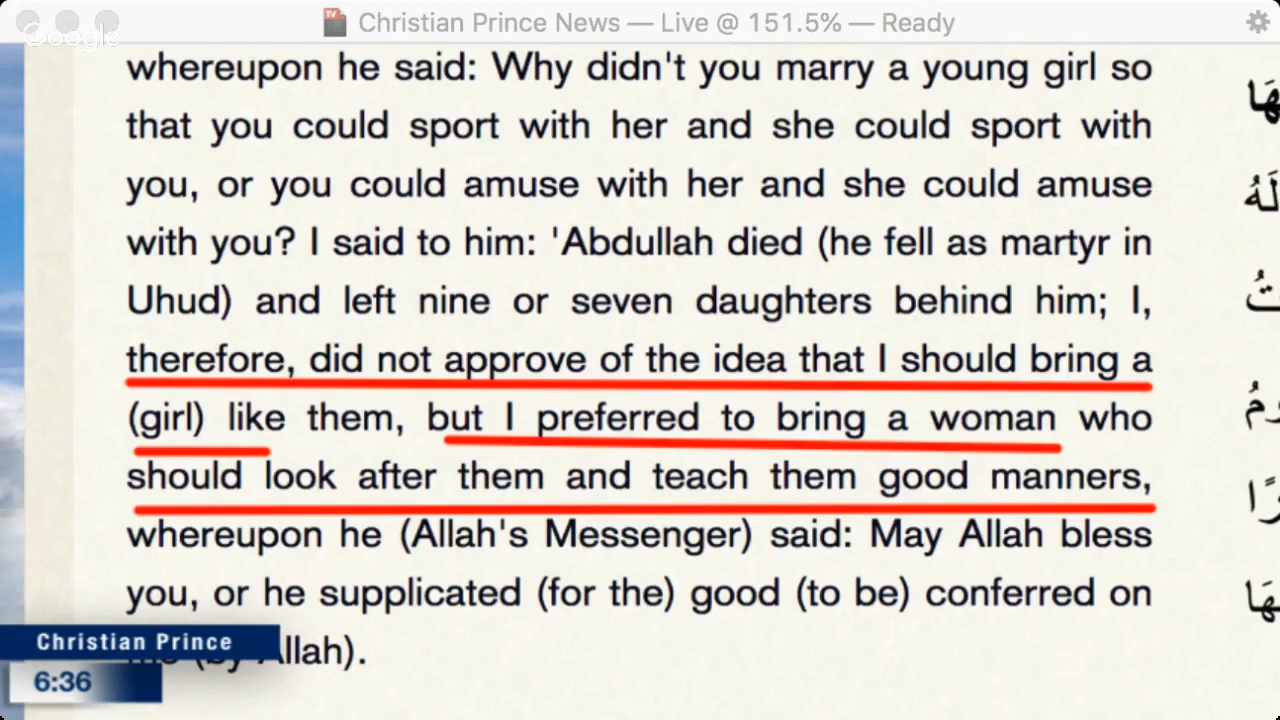 Google
Christian Prince News — Live @ 151.5% — Ready
whereupon he said: Why didn't you marry a young girl so
that you could sport with her and she could sport with
you, or you could amuse with her and she could amuse
with you? I said to him: 'Abdullah died (he fell as martyr in
Uhud) and left nine or seven daughters behind him; I,
therefore, did not approve of the idea that I should bring a
(girl) like them, but I preferred to bring a woman who
should look after them and teach them good manners,
whereupon he (Allah's Messenger) said: May Allah bless
you, or he supplicated (for the) good (to be) conferred on
(by Allah).
Christian Prince
6:36